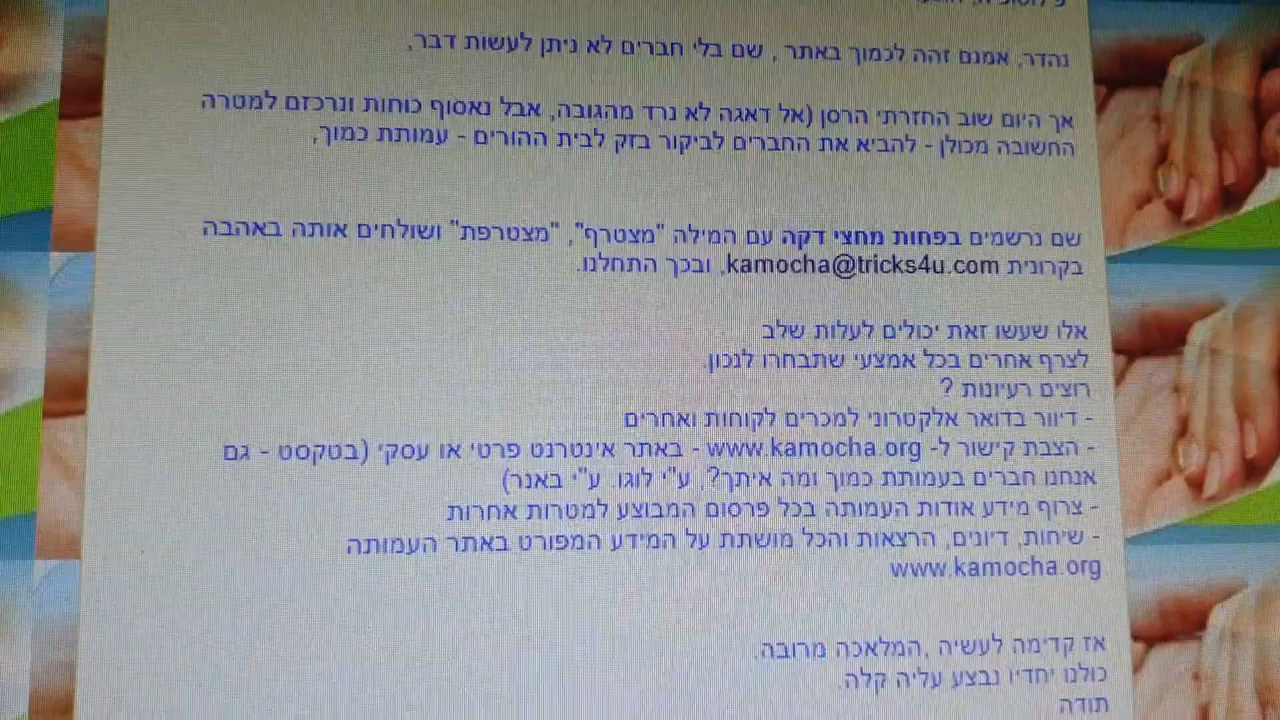 נהדר, אמנם זהה לכמוך באתר , שם בלי חברים לא ניתן לעשות דבר,
אך היום שוב החזרתי הרסן (אל דאגה לא נרד מהגובה, אבל נאסוף כוחות ונרכזם למטרה
החשובה מכולן - להביא את החברים לביקור בזק לבית ההורים - עמותת כמוך,
שם נרשמים בפחות מחצי דקה עם המילה "מצטרף", "מצטרפת" ושולחים אותה באהבה
בקרונית kamocha@tricks4u.com, ובכך התחלנו.
אלו שעשו זאת יכולים לעלות שלב
לצרף אחרים בכל אמצעי שתבחרו לנכון.
רוצים רעיונות ?
- דיוור בדואר אלקטרוני למכרים לקוחות ואחרים
- הצבת קישור ל- www.kamocha.org - באתר אינטרנט פרטי או עסקי (בטקסט - גם
אנחנו חברים בעמותת כמוך ומה איתך?, ע"י לוגו, ע"י באנר)
- צרוף מידע אודות העמותה בכל פרסום המבוצע למטרות אחרות
- שיחות, דיונים, הרצאות והכל מושתת על המידע המפורט באתר העמותה
www.kamocha.org
אז קדימה לעשיה ,המלאכה מרובה.
כולנו יחדיו נבצע עליה קלה.
תודה